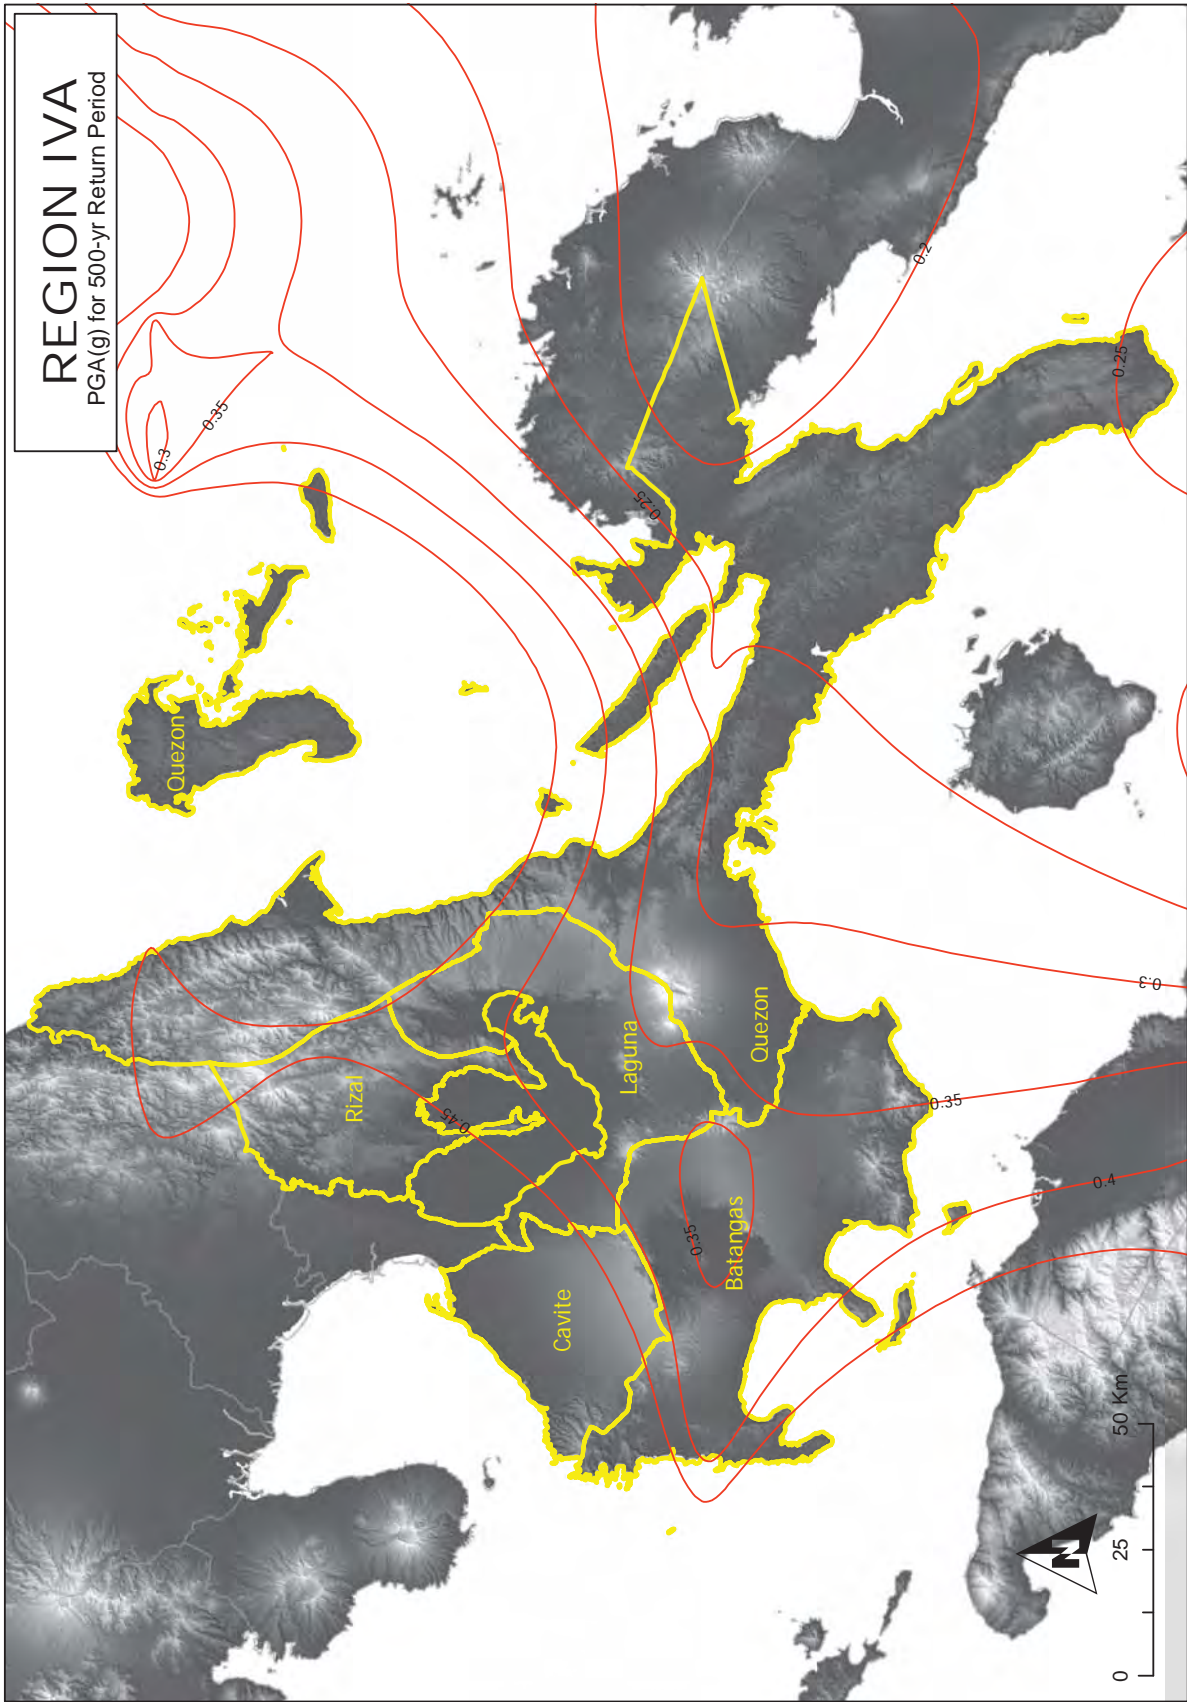 REGION IVA
PGA(g) for 500-yr Return Period
0.3
0.35
Quezon
0.2
0.25
0.25
Rizal
0.45
Laguna
Quezon
0.3
0.35
0.4
Cavite
0.35
Batangas
N
0 25 50 Km